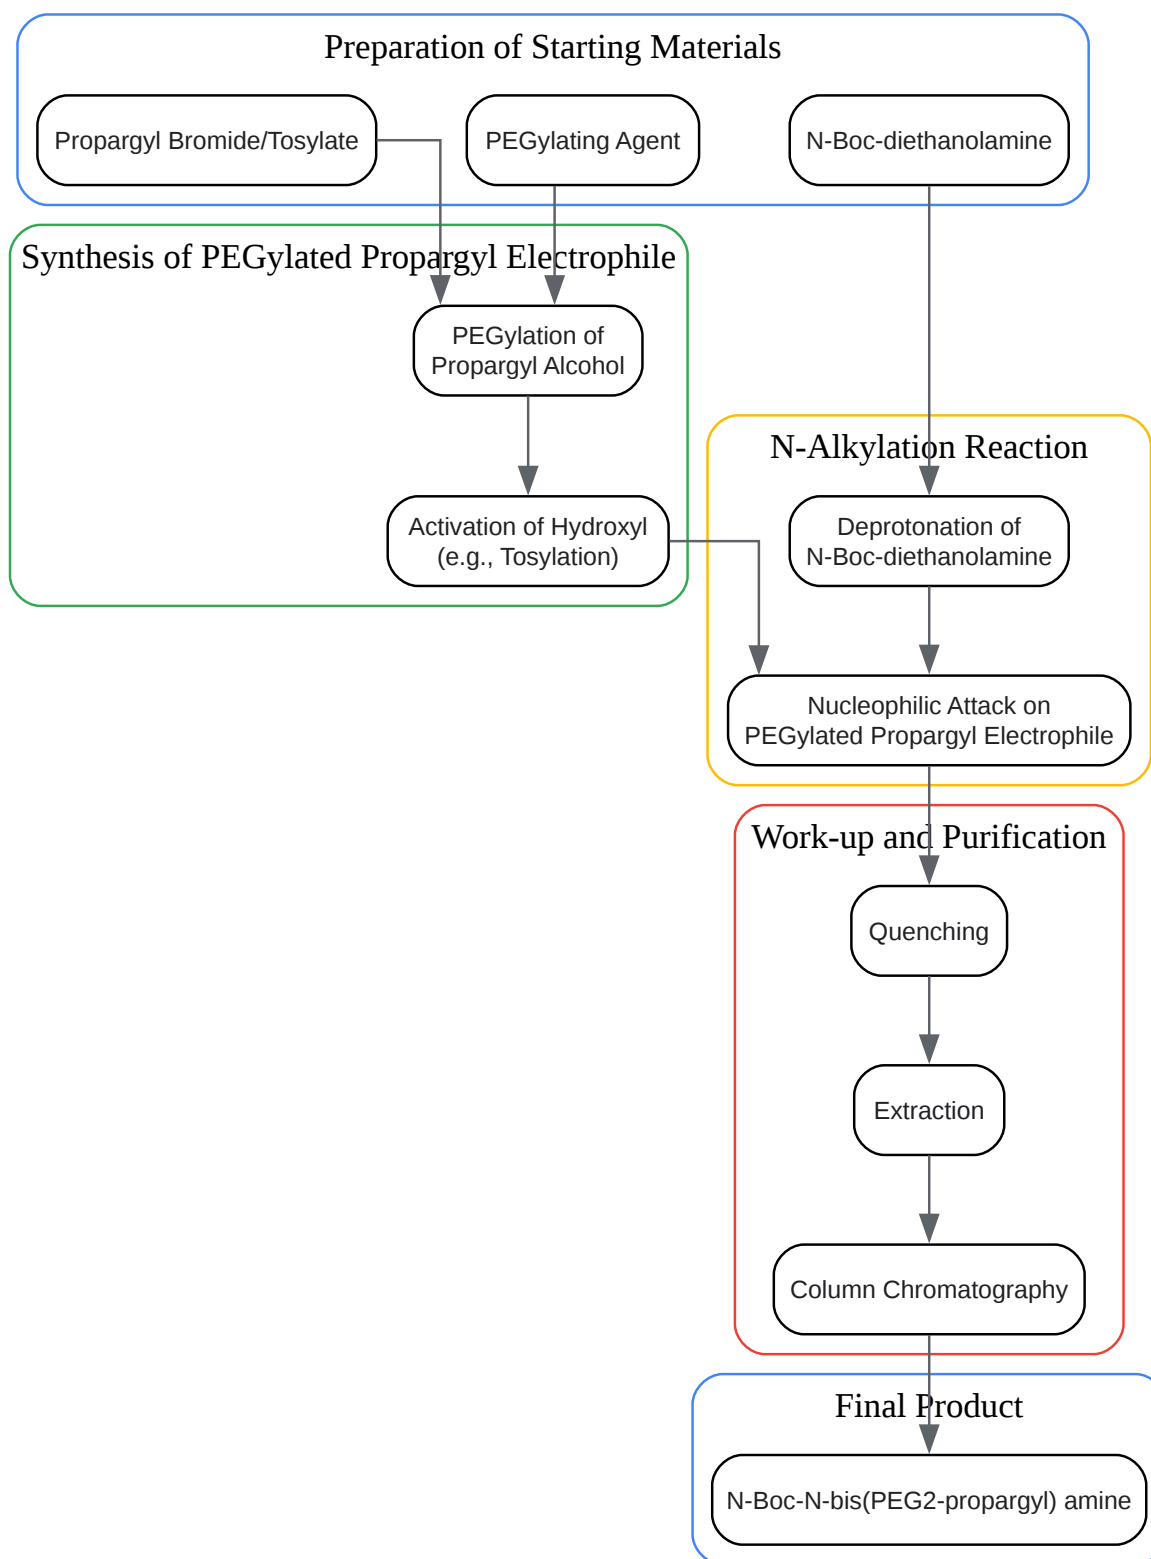 Preparation of Starting Materials
Propargyl Bromide/Tosylate
PEGylating Agent
N-Boc-diethanolamine
Synthesis of PEGylated Propargyl Electrophile
PEGylation of
Propargyl Alcohol
Activation of Hydroxyl
(e.g., Tosylation)
N-Alkylation Reaction
Deprotonation of
N-Boc-diethanolamine
Nucleophilic Attack on
PEGylated Propargyl Electrophile
Work-up and Purification
Quenching
Extraction
Column Chromatography
Final Product
N-Boc-N-bis(PEG2-propargyl) amine